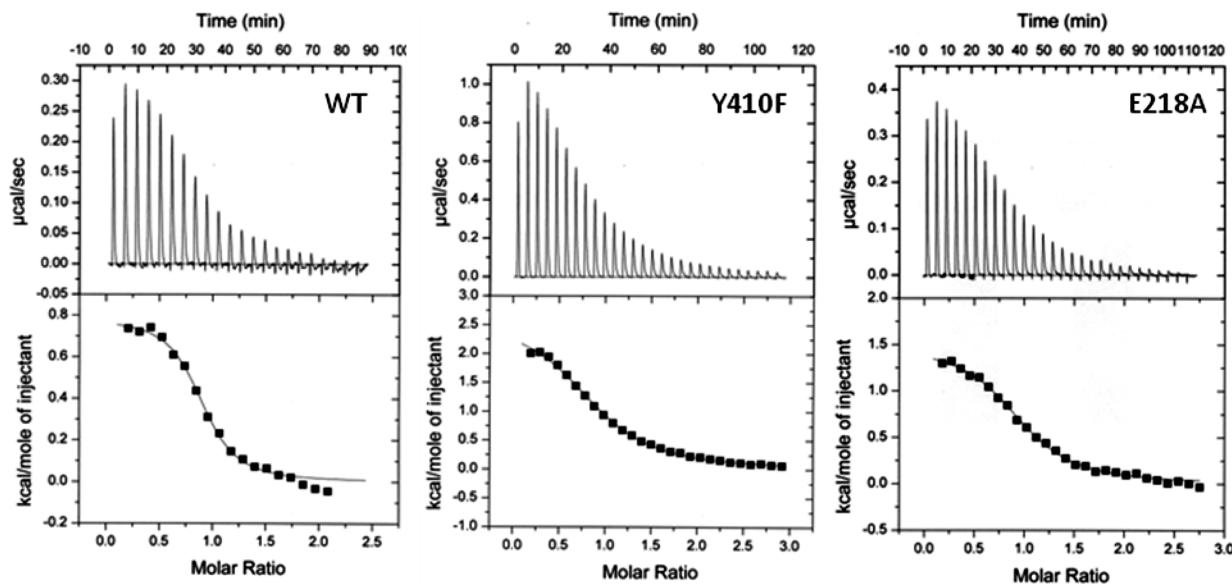 Time (min)
-10 0 10 20 30 40 50 60 70 80 90 100
0.30
0.25
0.20
0.15
0.10
0.05
0.00
-0.05
µcal/sec
WT
0.8
0.6
0.4
0.2
0.0
-0.2
kcal/mole of injectant
0.0 0.5 1.0 1.5 2.0 2.5
Molar Ratio
Time (min)
0 20 40 60 80 100 120
1.0
0.8
0.6
0.4
0.2
0.0
µcal/sec
Y410F
3.0
2.5
2.0
1.5
1.0
0.5
0.0
-0.5
-1.0
kcal/mole of injectant
0.0 0.5 1.0 1.5 2.0 2.5 3.0
Molar Ratio
Time (min)
-10 0 10 20 30 40 50 60 70 80 90 100110120
0.4
0.3
0.2
0.1
0.0
µcal/sec
E218A
2.0
1.5
1.0
0.5
0.0
-0.5
kcal/mole of injectant
0.0 0.5 1.0 1.5 2.0 2.5 3.0
Molar Ratio